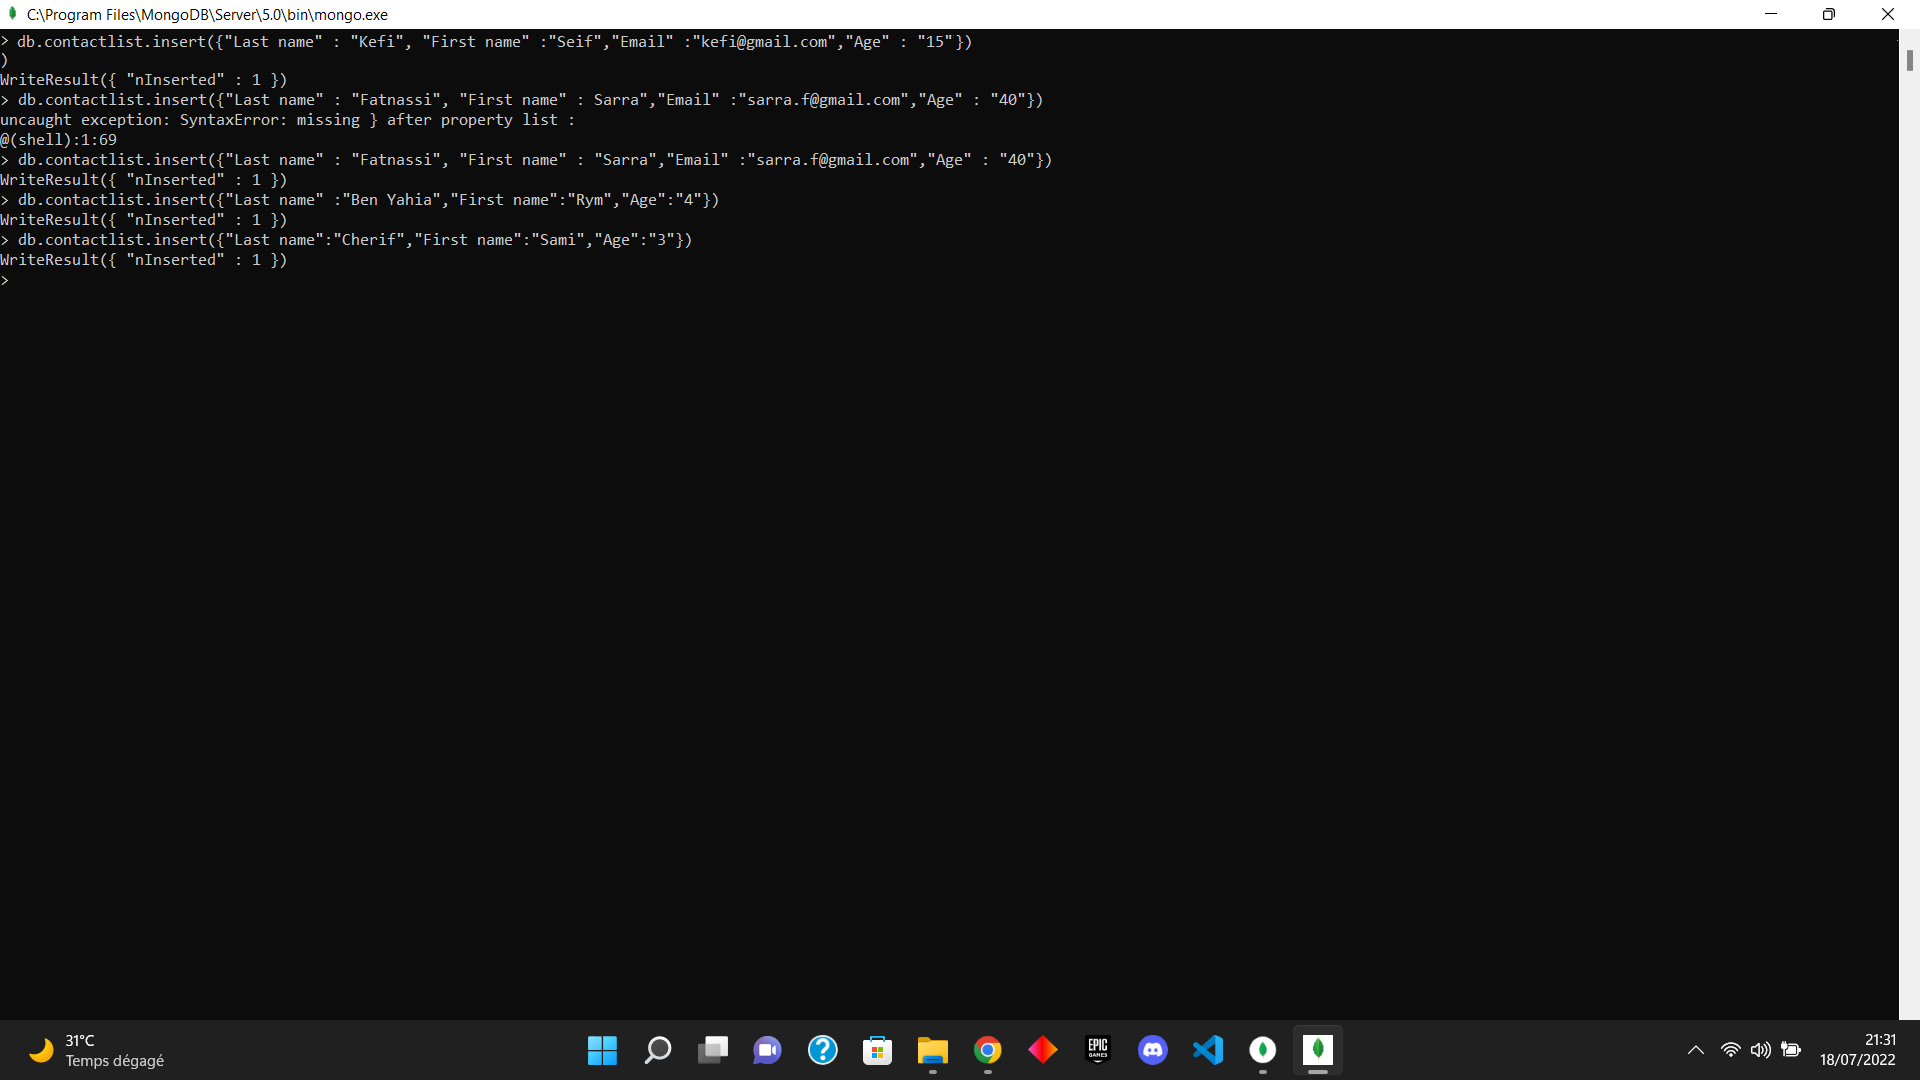 C:\Program Files\MongoDB\Server\5.0\bin\mongo.exe
> db.contactlist.insert({"Last name" : "Kefi", "First name" :"Seif","Email" :"kefi@gmail.com","Age" : "15"})
)
WriteResult({ "nInserted" : 1 })
> db.contactlist.insert({"Last name" : "Fatnassi", "First name" : Sarra","Email" :"sarra.f@gmail.com","Age" : "40"})
uncaught exception: SyntaxError: missing } after property list :
@(shell):1:69
> db.contactlist.insert({"Last name" : "Fatnassi", "First name" : "Sarra","Email" :"sarra.f@gmail.com","Age" : "40"})
WriteResult({ "nInserted" : 1 })
> db.contactlist.insert({"Last name" :"Ben Yahia","First name":"Rym","Age":"4"})
WriteResult({ "nInserted" : 1 })
> db.contactlist.insert({"Last name":"Cherif","First name":"Sami","Age":"3"})
WriteResult({ "nInserted" : 1 })
>
31°C
Temps dégagé
EPIC
GAMES
21:31
18/07/2022